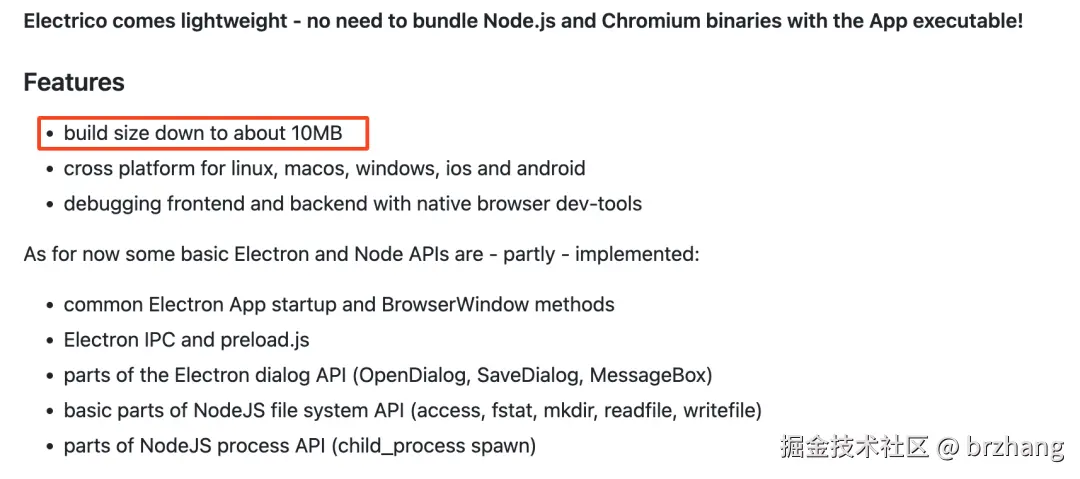 Electrico comes lightweight - no need to bundle Node.js and Chromium binaries with the App executable!
Features
• build size down to about 10MB
• cross platform for linux, macos, windows, ios and android
• debugging frontend and backend with native browser dev-tools
As for now some basic Electron and Node APIs are - partly - implemented:
• common Electron App startup and BrowserWindow methods
• Electron IPC and preload.js
• parts of the Electron dialog API (OpenDialog, SaveDialog, MessageBox)
• basic parts of NodeJS file system API (access, fstat, mkdir, readfile, writefile)
• parts of NodeJS process API (child_process spawn)
掘金技术社区 @ brzhang